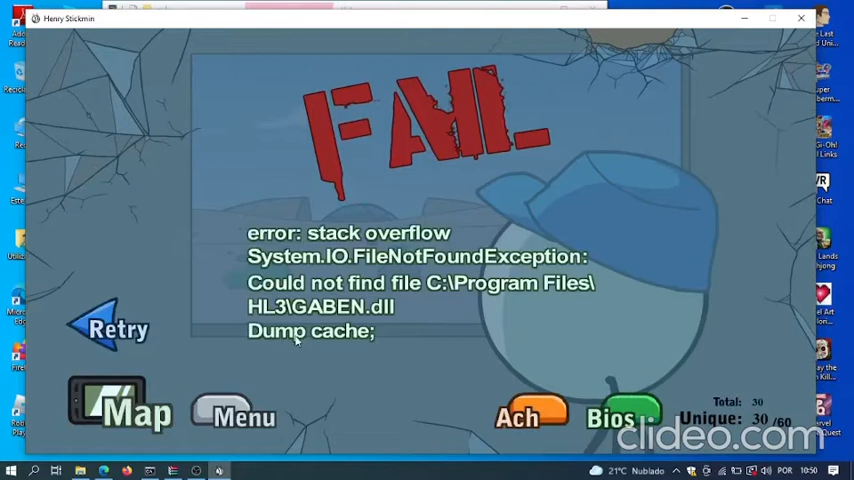 Henry Stickmin
FAIL
error: stack overflow
System.IO.FileNotFoundException:
Could not find file C:\Program Files\
HL3\GABEN.dll
Dump cache;
Retry
Map
Menu
Ach
Bios
Total: 30
Unique: 30 /60
clideo.com
21°C Nublado
POR
10:50